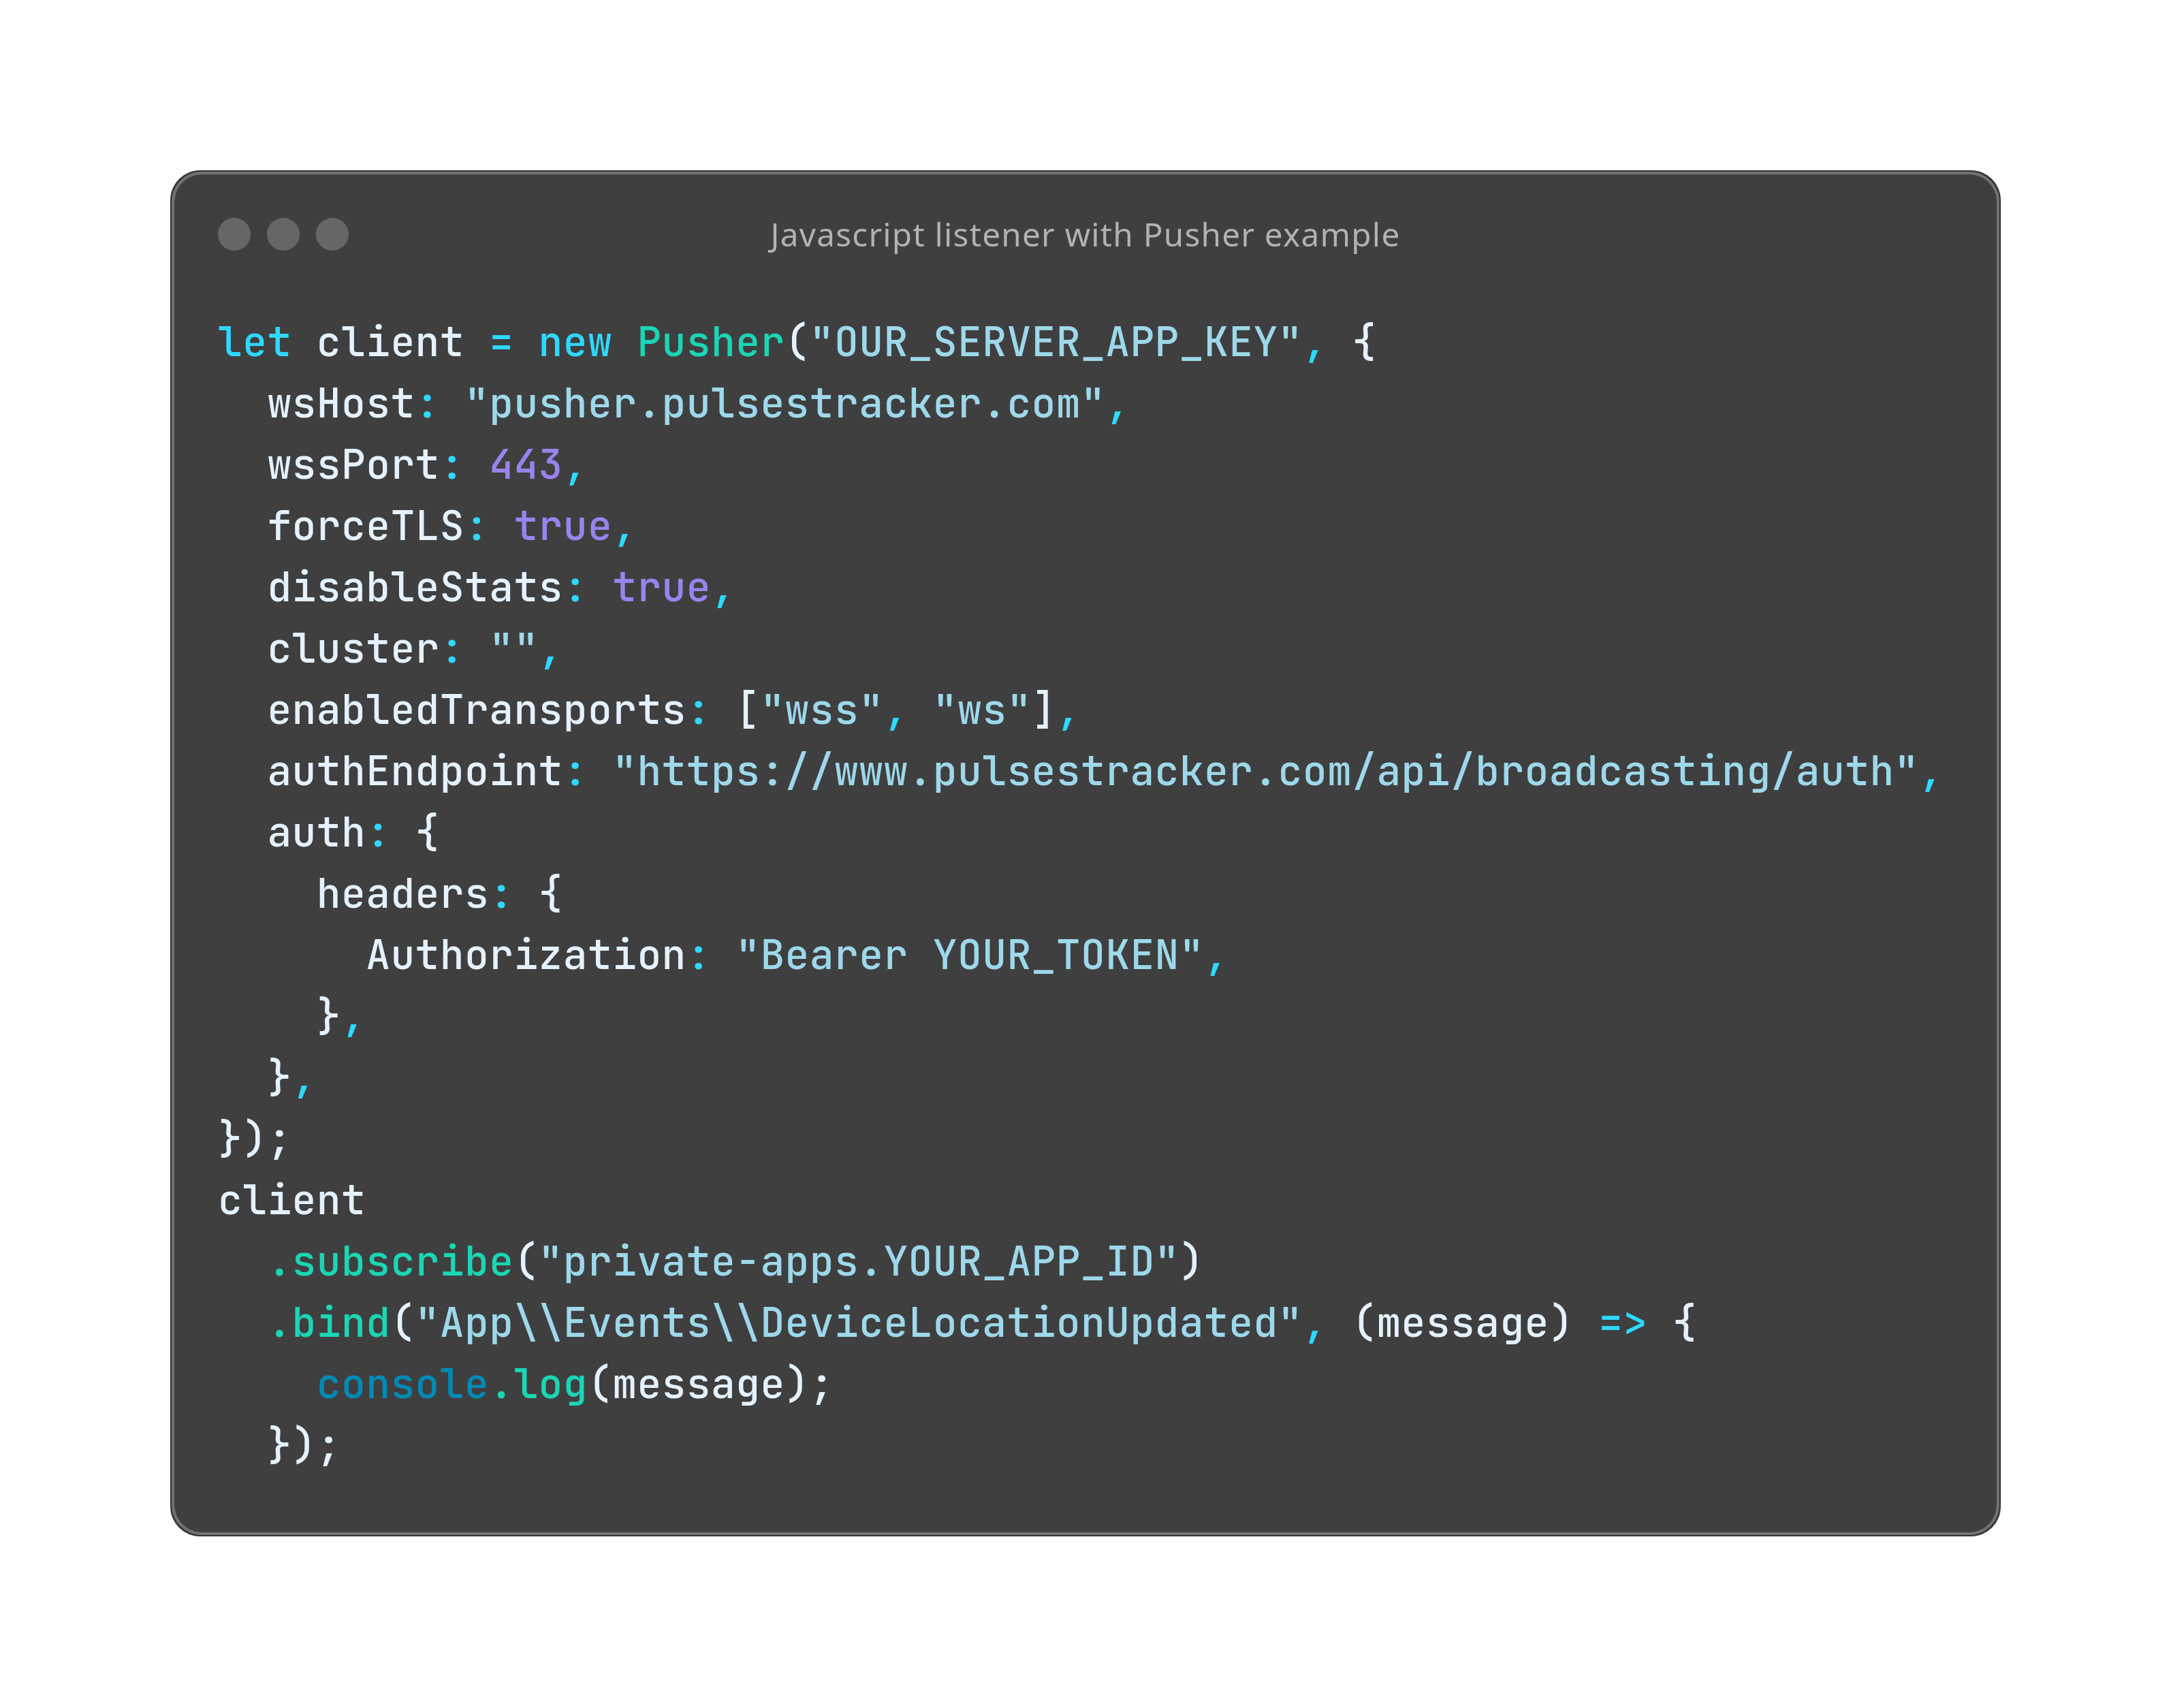 Javascript listener with Pusher example
let client = new Pusher("OUR_SERVER_APP_KEY", {
  wsHost: "pusher.pulsestracker.com",
  wssPort: 443,
  forceTLS: true,
  disableStats: true,
  cluster: "",
  enabledTransports: ["wss", "ws"],
  authEndpoint: "https://www.pulsestracker.com/api/broadcasting/auth",
  auth: {
    headers: {
      Authorization: "Bearer YOUR_TOKEN",
    },
  },
});
client
  .subscribe("private-apps.YOUR_APP_ID")
  .bind("App\\Events\\DeviceLocationUpdated", (message) => {
    console.log(message);
  });